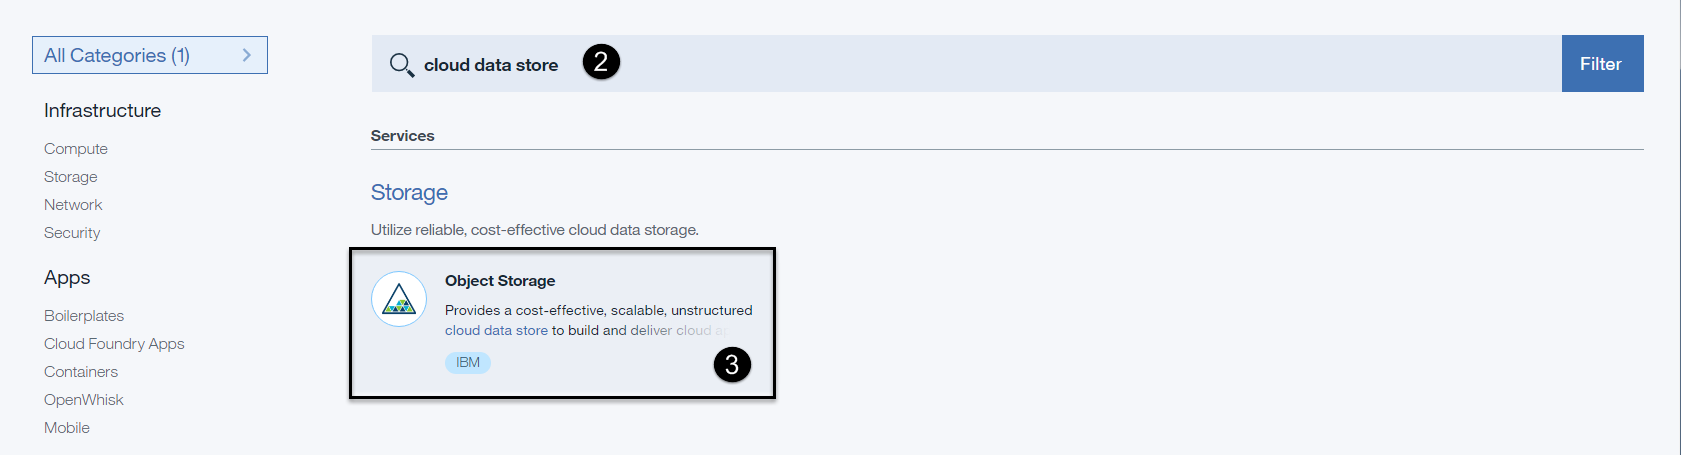 All Categories (1)
Infrastructure
Compute
Storage
Network
Security
Apps
Boilerplates
Cloud Foundry Apps
Containers
OpenWhisk
Mobile
cloud data store 2
Filter
Services
Storage
Utilize reliable, cost-effective cloud data storage.
Object Storage
Provides a cost-effective, scalable, unstructured
cloud data store to build and deliver cloud
IBM
3